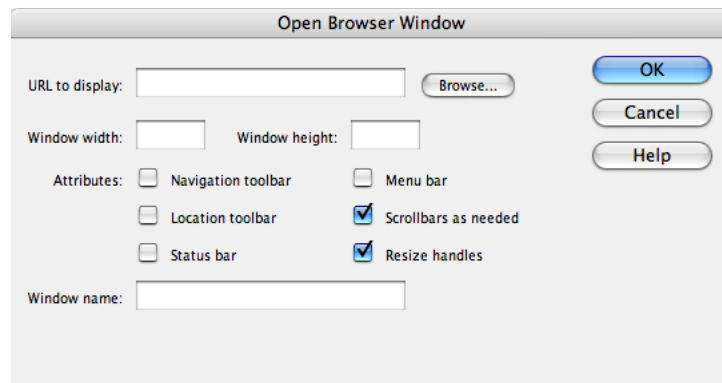 Open Browser Window
URL to display: Browse... OK
Cancel
Window width: Window height:
Help
Attributes: Navigation toolbar Menu bar
Location toolbar Scrollbars as needed
Status bar Resize handles
Window name: